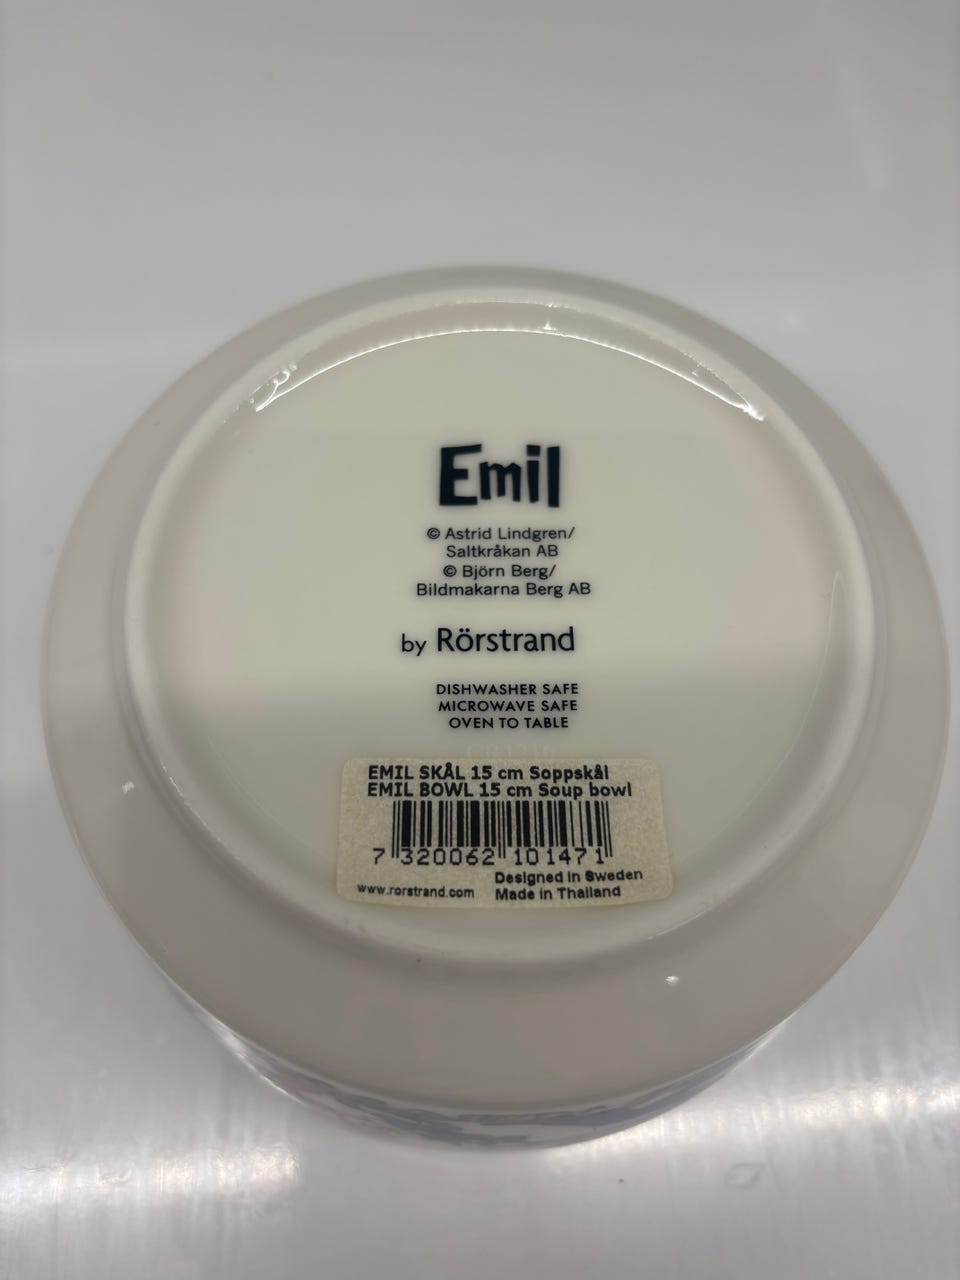 Emil
© Astrid Lindgren/
Saltkråkan AB
© Björn Berg/
Bildmakarna Berg AB
by Rörstrand
DISHWASHER SAFE
MICROWAVE SAFE
OVEN TO TABLE
EMIL SKÅL 15 cm Soppskål
EMIL BOWL 15 cm Soup bowl
7 320062 101471
Designed in Sweden
www.rorstrand.com Made in Thailand